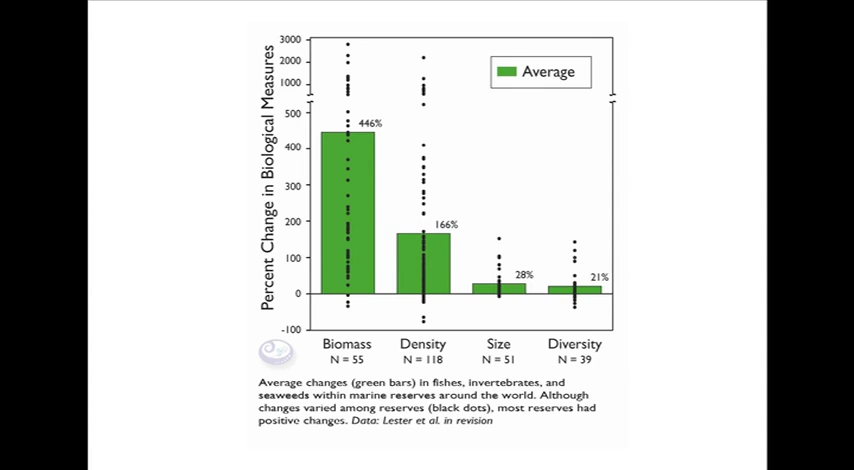 Percent Change in Biological Measures
3000
2000
1000
500
400
300
200
100
0
-100
Average
446%
166%
28%
21%
Biomass
Density
Size
Diversity
N = 55
N = 118
N = 51
N = 39
Average changes (green bars) in fishes, invertebrates, and
seaweeds within marine reserves around the world. Although
changes varied among reserves (black dots), most reserves had
positive changes. Data: Lester et al. in revision